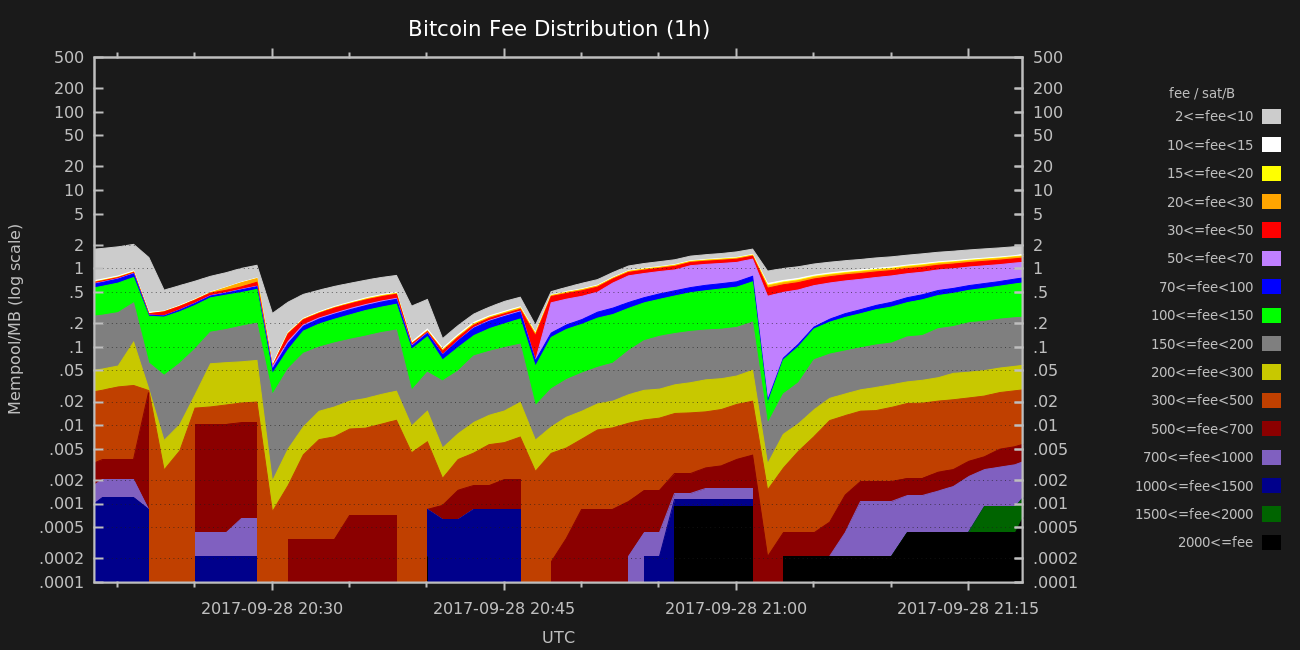 Bitcoin Fee Distribution (1h)
Mempool/MB (log scale)
500
200
100
50
20
10
5
2
1
.5
.2
.1
.05
.02
.01
.005
.002
.001
.0005
.0002
.0001
500
200
100
50
20
10
5
2
1
.5
.2
.1
.05
.02
.01
.005
.002
.001
.0005
.0002
.0001
2017-09-28 20:30
2017-09-28 20:45
2017-09-28 21:00
2017-09-28 21:15
UTC
fee / sat/B
2<=fee<10
10<=fee<15
15<=fee<20
20<=fee<30
30<=fee<50
50<=fee<70
70<=fee<100
100<=fee<150
150<=fee<200
200<=fee<300
300<=fee<500
500<=fee<700
700<=fee<1000
1000<=fee<1500
1500<=fee<2000
2000<=fee